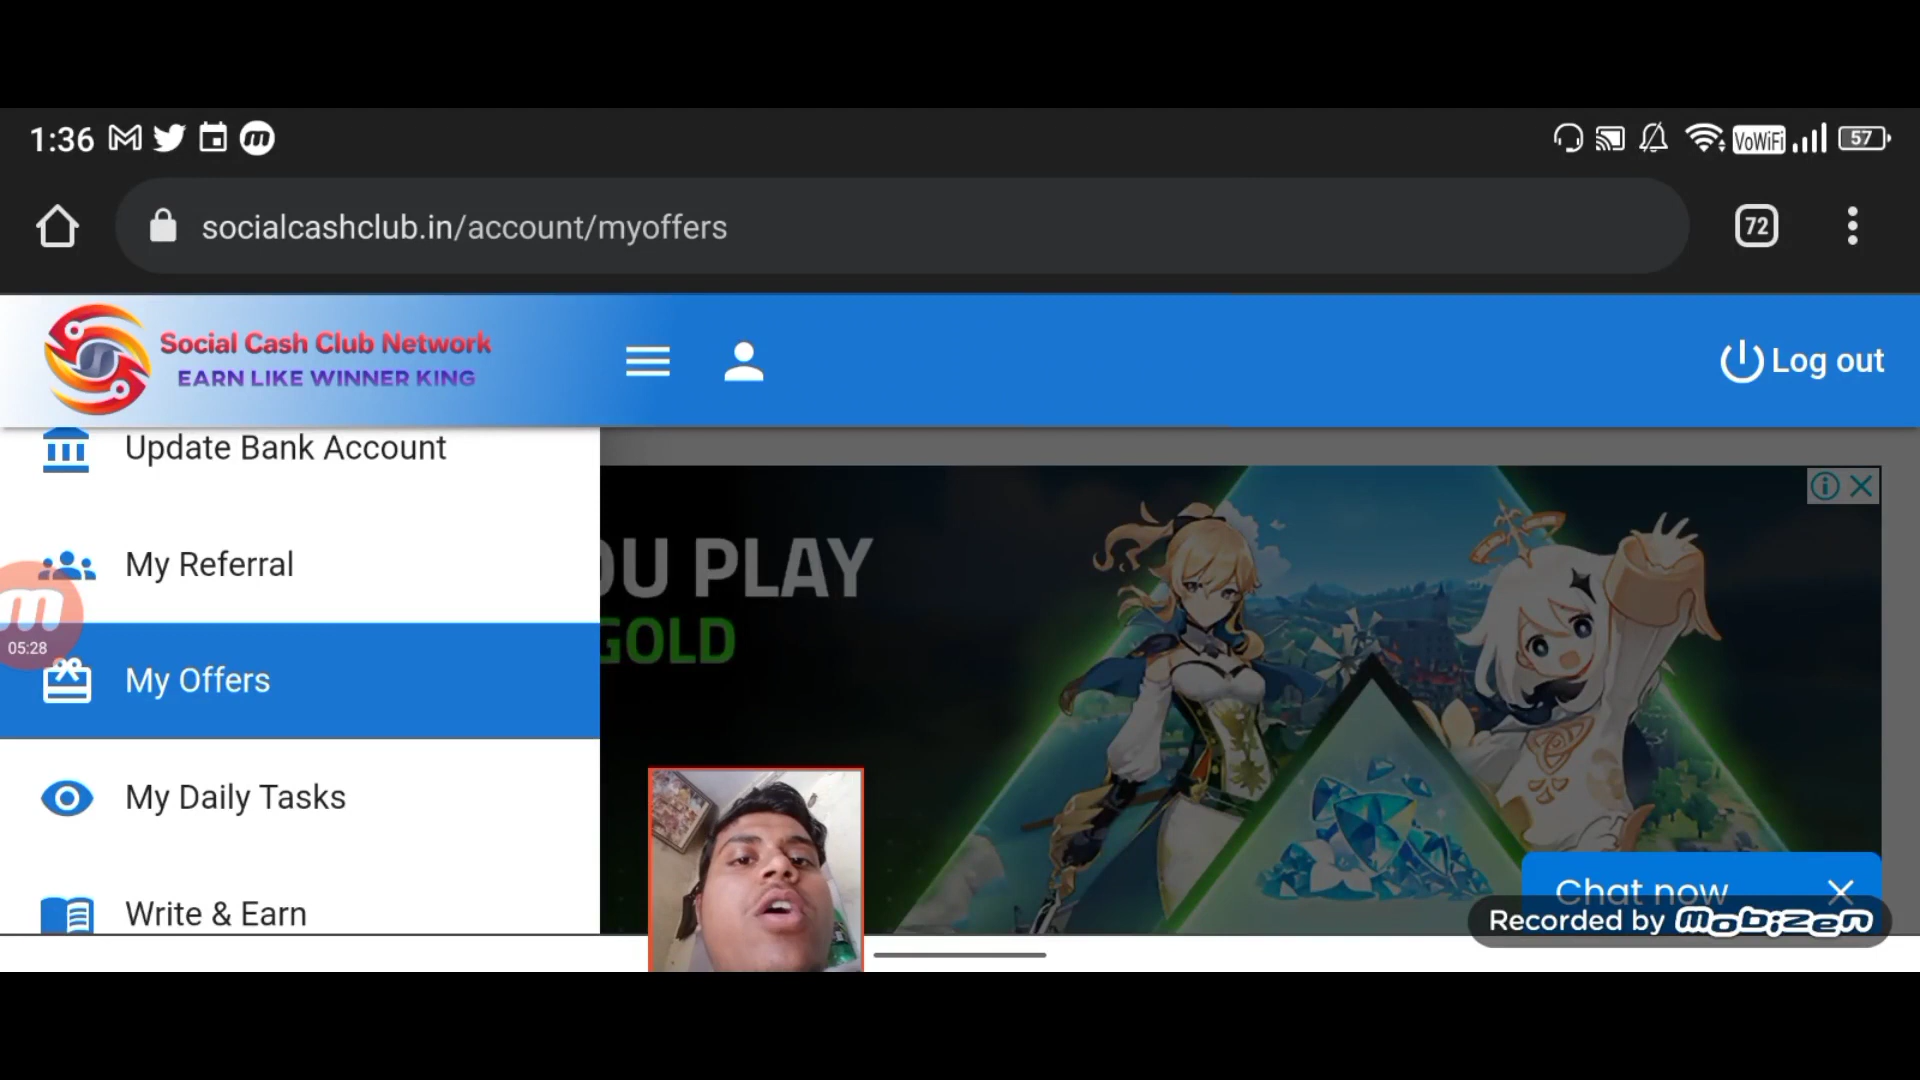 1:36
VoWiFi
57
socialcashclub.in/account/myoffers
72
Social Cash Club Network
EARN LIKE WINNER KING
Log out
Update Bank Account
My Referral
OU PLAY
GOLD
m
05:28
My Offers
My Daily Tasks
Write & Earn
Chat now
Recorded by mobizen